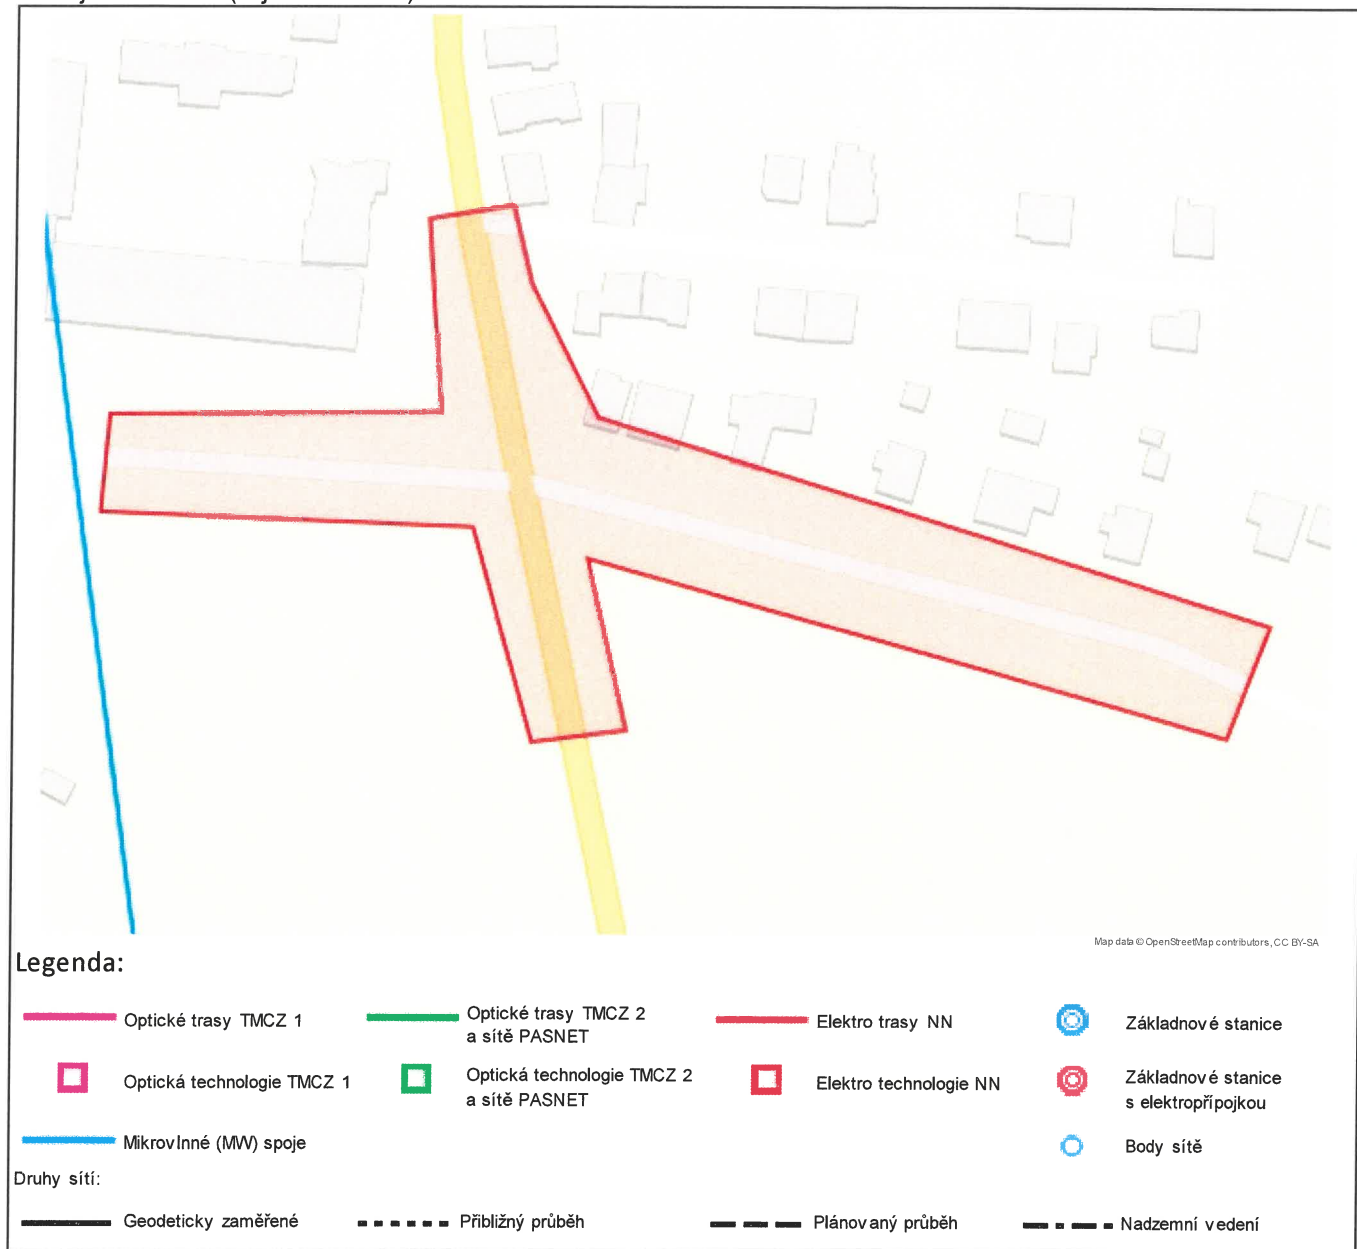 Map data © OpenStreetMap contributors, CC BY-SA
Legenda:
Optické trasy TMCZ 1
Optické trasy TMCZ 2
a sítě PASNET
Elektro trasy NN
Základnové stanice
Optická technologie TMCZ 1
Optická technologie TMCZ 2
a sítě PASNET
Elektro technologie NN
Základnové stanice
s elektropřípojkou
Mikrovlnné (MW) spoje
Body sítě
Druhy sítí:
Geodeticky zaměřené
Přibližný průběh
Plánovaný průběh
Nadzemní vedení